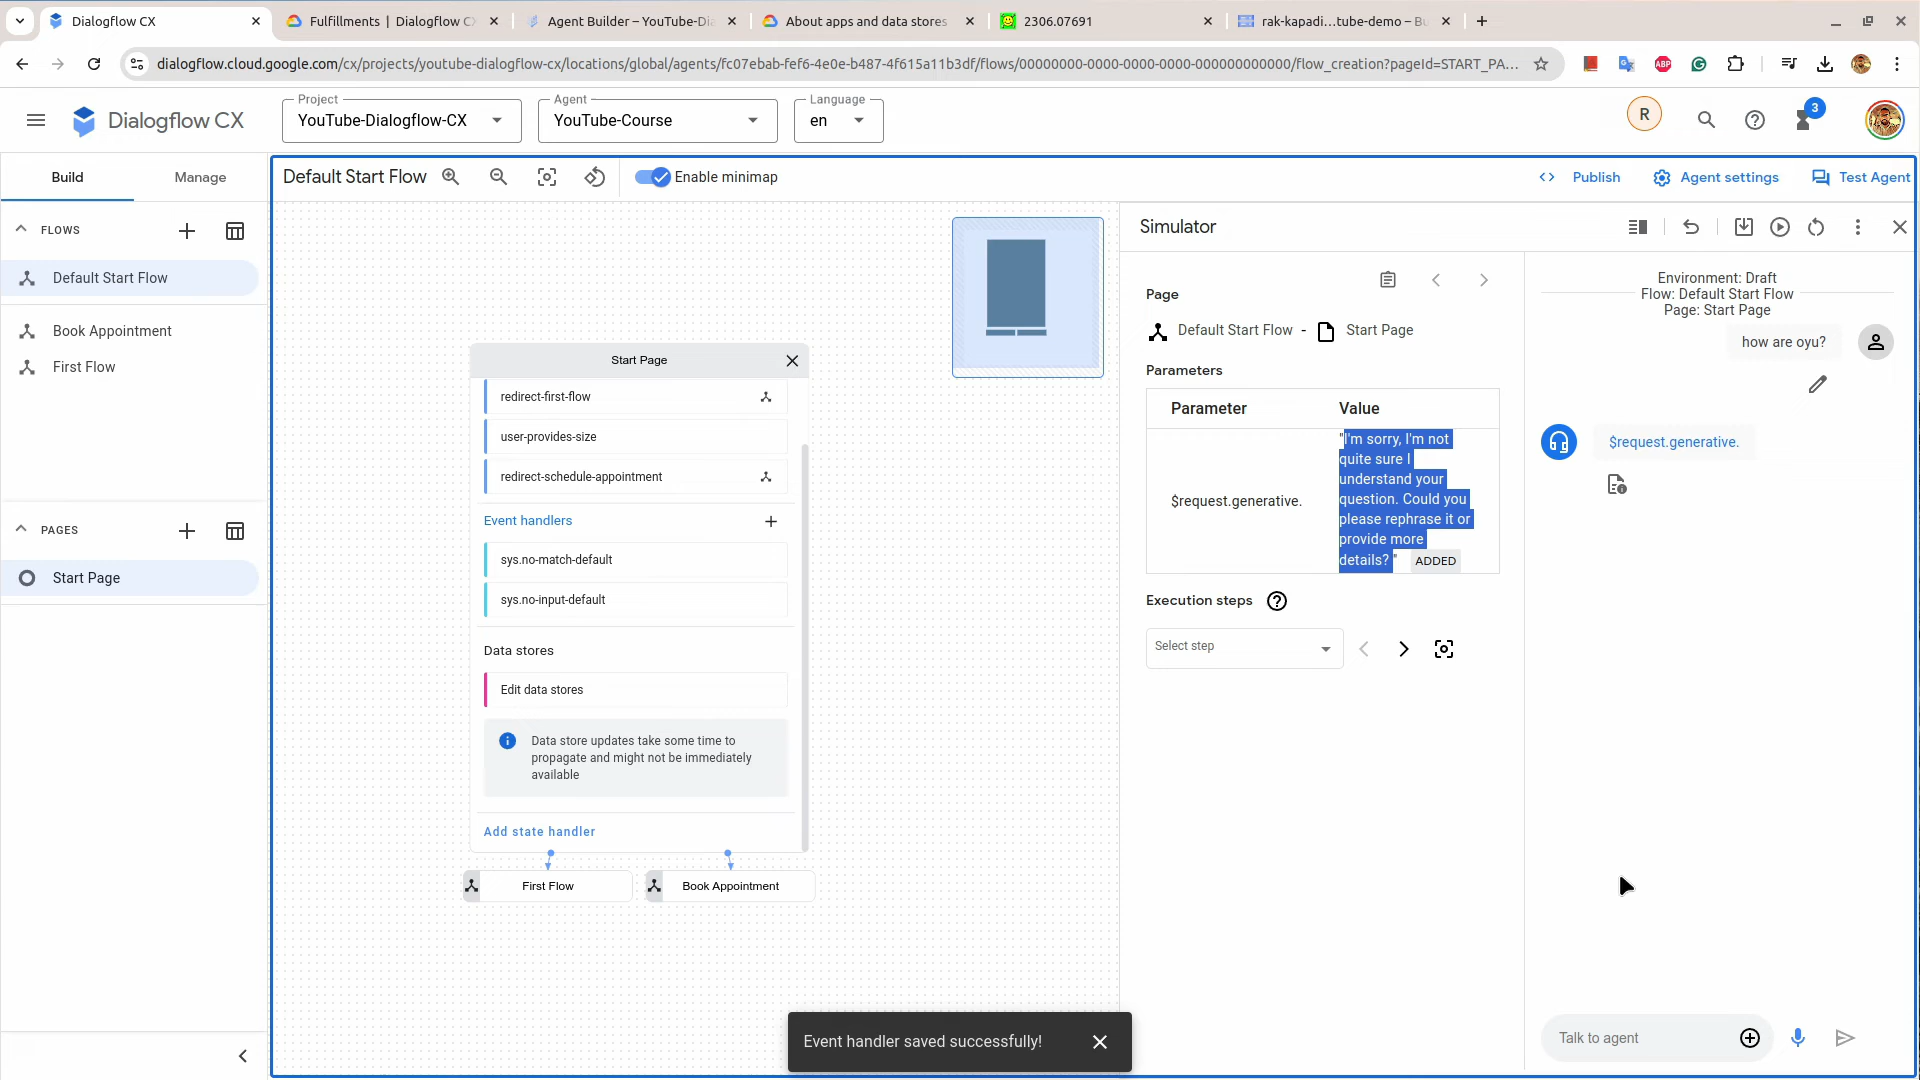 Dialogflow CX
Fulfillments | Dialogflow C
Agent Builder – YouTube-Dia
About apps and data stores
2306.07691
rak-kapadi...tube-demo – Bu
dialogflow.cloud.google.com/cx/projects/youtube-dialogflow-cx/locations/global/agents/fc07ebab-fef6-4e0e-b487-4f615a11b3df/flows/00000000-0000-0000-0000-000000000000/flow_creation?pageId=START_PA...
ABP
Dialogflow CX
Project
YouTube-Dialogflow-CX
Agent
YouTube-Course
Language
en
R
3
Build
Manage
Default Start Flow
Enable minimap
Publish
Agent settings
Test Agent
FLOWS
Default Start Flow
Book Appointment
First Flow
PAGES
Start Page
Start Page
redirect-first-flow
user-provides-size
redirect-schedule-appointment
Event handlers
sys.no-match-default
sys.no-input-default
Data stores
Edit data stores
Data store updates take some time to
propagate and might not be immediately
available
Add state handler
First Flow
Book Appointment
Simulator
Page
Default Start Flow - Start Page
Parameters
Parameter Value
$request.generative.
"I'm sorry, I'm not
quite sure I
understand your
question. Could you
please rephrase it or
provide more
details? " ADDED
Execution steps
Select step
Environment: Draft
Flow: Default Start Flow
Page: Start Page
how are oyu?
$request.generative.
Talk to agent
Event handler saved successfully!